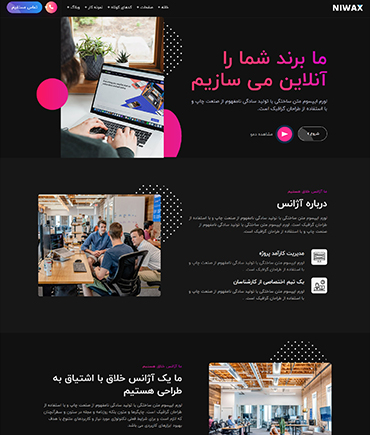 NIWAX
خانه
صفحات
کدهای کوتاه
نمونه کار
وبلاگ
تماس مستقیم
ما برند شما را
آنلاین می سازیم
لورم ایپسوم متن ساختگی با تولید سادگی نامفهوم از صنعت چاپ و
با استفاده از طراحان گرافیک است.
مشاهده دمو
ما آژانس خلاق هستیم
درباره آژانس
لورم ایپسوم متن ساختگی با تولید سادگی نامفهوم از صنعت چاپ و با استفاده از
طراحان گرافیک است. لورم ایپسوم متن ساختگی با تولید سادگی نامفهوم از
صنعت چاپ و با استفاده از طراحان گرافیک است.
مدیریت کارآمد پروژه
لورم ایپسوم متن ساختگی با تولید سادگی نامفهوم از صنعت چاپ و
با استفاده از طراحان گرافیک است.
یک تیم اختصاصی از کارشناسان
لورم ایپسوم متن ساختگی با تولید سادگی نامفهوم از صنعت چاپ و
با استفاده از طراحان گرافیک است.
ما آژانس خلاق هستیم
ما یک آژانس خلاق با اشتیاق به
طراحی هستیم
لورم ایپسوم متن ساختگی با تولید سادگی نامفهوم از صنعت چاپ و با استفاده از
طراحان گرافیک است. چاپگرها و متون بلکه روزنامه و مجله در ستون و سطرآنچنان
که لازم است و برای شرایط فعلی تکنولوژی مورد نیاز و کاربردهای متنوع با هدف
بهبود ابزارهای کاربردی می باشد